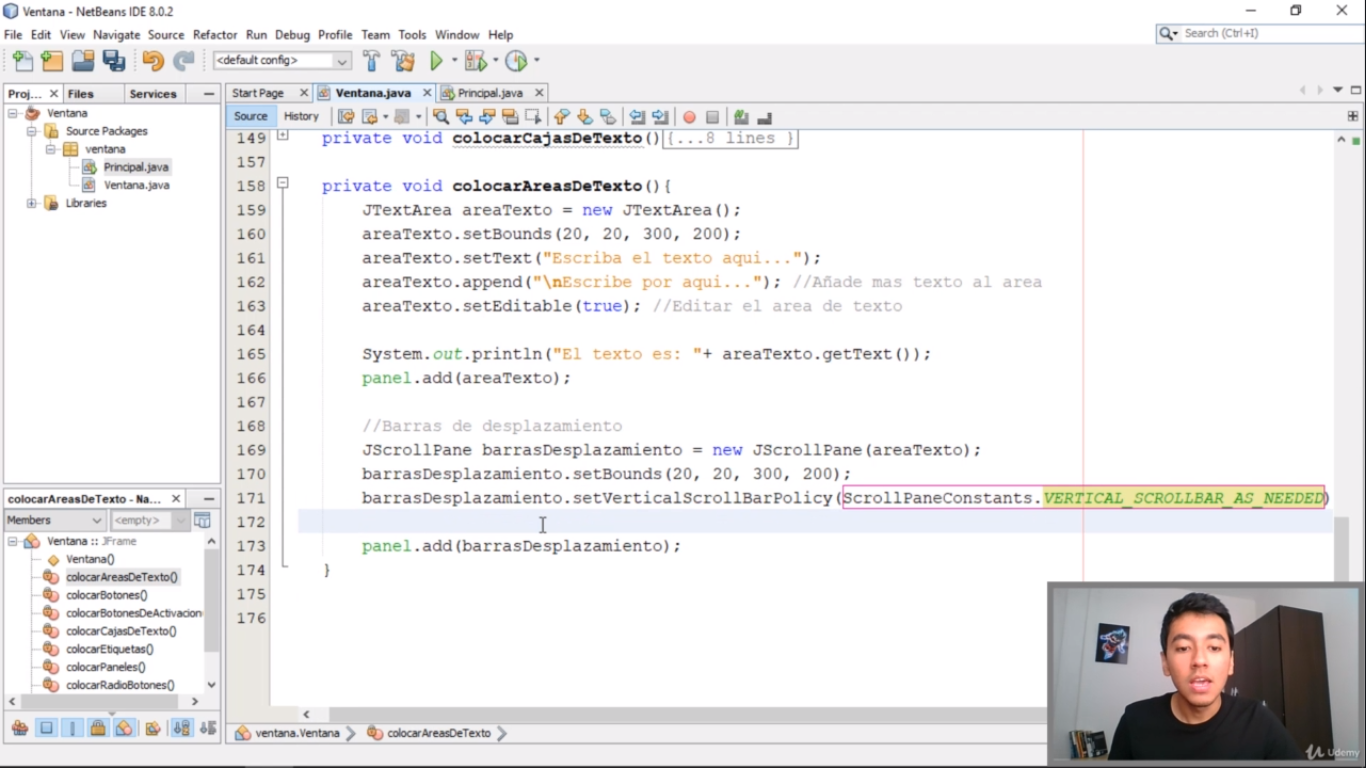 Ventana - NetBeans IDE 8.0.2
File Edit View Navigate Source Refactor Run Debug Profile Team Tools Window Help
Search (Ctrl+I)
<default config>
Proj... Files Services
Start Page Ventana.java Principal.java
Source History
Ventana
Source Packages
ventana
Principal.java
Ventana.java
Libraries
149 private void colocarCajasDeTexto(){...8 lines }
157
158 private void colocarAreasDeTexto(){
159 JTextArea areaTexto = new JTextArea();
160 areaTexto.setBounds(20, 20, 300, 200);
161 areaTexto.setText("Escriba el texto aqui...");
162 areaTexto.append("\nEscribe por aqui..."); //Añade mas texto al area
163 areaTexto.setEditable(true); //Editar el area de texto
164
165 System.out.println("El texto es: "+ areaTexto.getText());
166 panel.add(areaTexto);
167
168 //Barras de desplazamiento
169 JScrollPane barrasDesplazamiento = new JScrollPane(areaTexto);
170 barrasDesplazamiento.setBounds(20, 20, 300, 200);
171 barrasDesplazamiento.setVerticalScrollBarPolicy(ScrollPaneConstants.VERTICAL_SCROLLBAR_AS_NEEDED)
172
173 panel.add(barrasDesplazamiento);
174 }
175
176
colocarAreasDeTexto - Na...
Members <empty>
Ventana :: JFrame
Ventana()
colocarAreasDeTexto()
colocarBotones()
colocarBotonesDeActivacion
colocarCajasDeTexto()
colocarEtiquetas()
colocarPaneles()
colocarRadioBotones()
ventana.Ventana colocarAreasDeTexto
Udemy